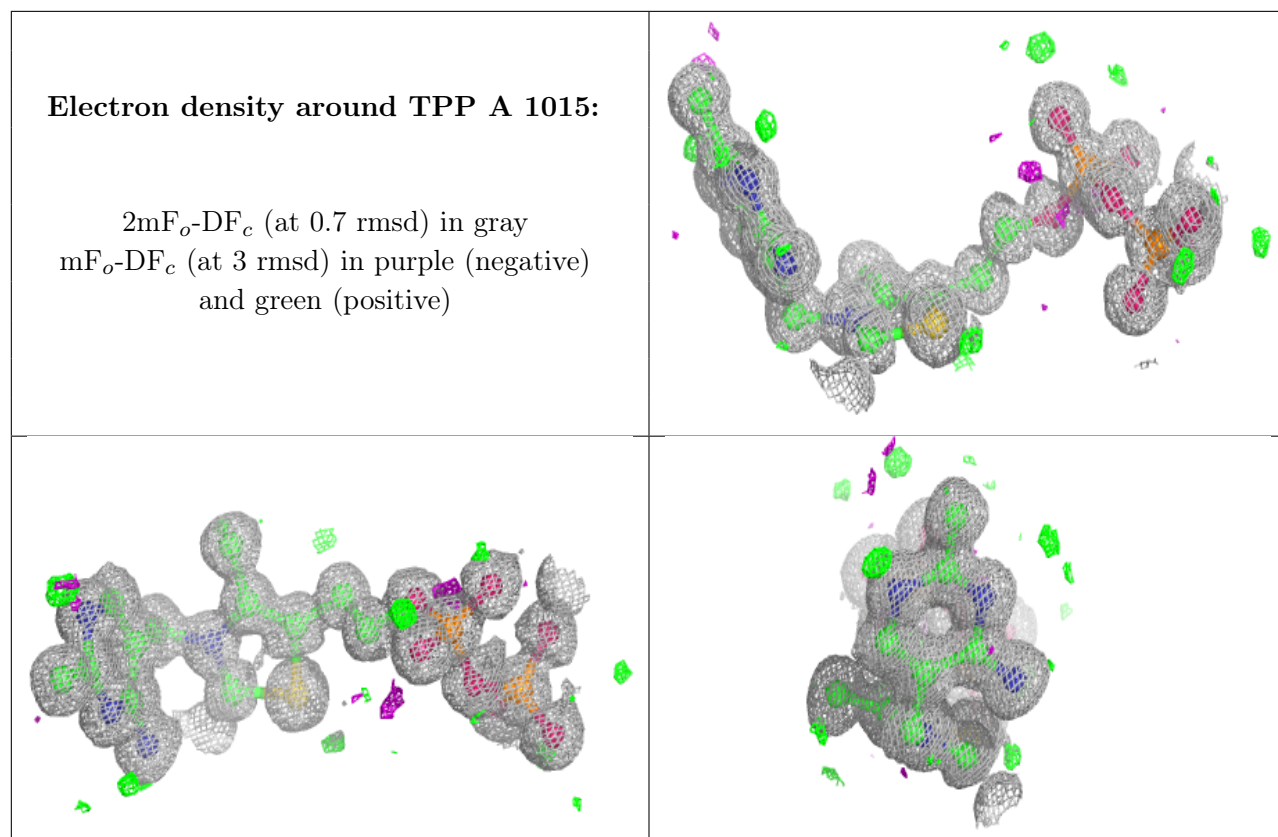 Electron density around TPP A 1015:
2mFo-DFc (at 0.7 rmsd) in gray
mFo-DFc (at 3 rmsd) in purple (negative)
and green (positive)